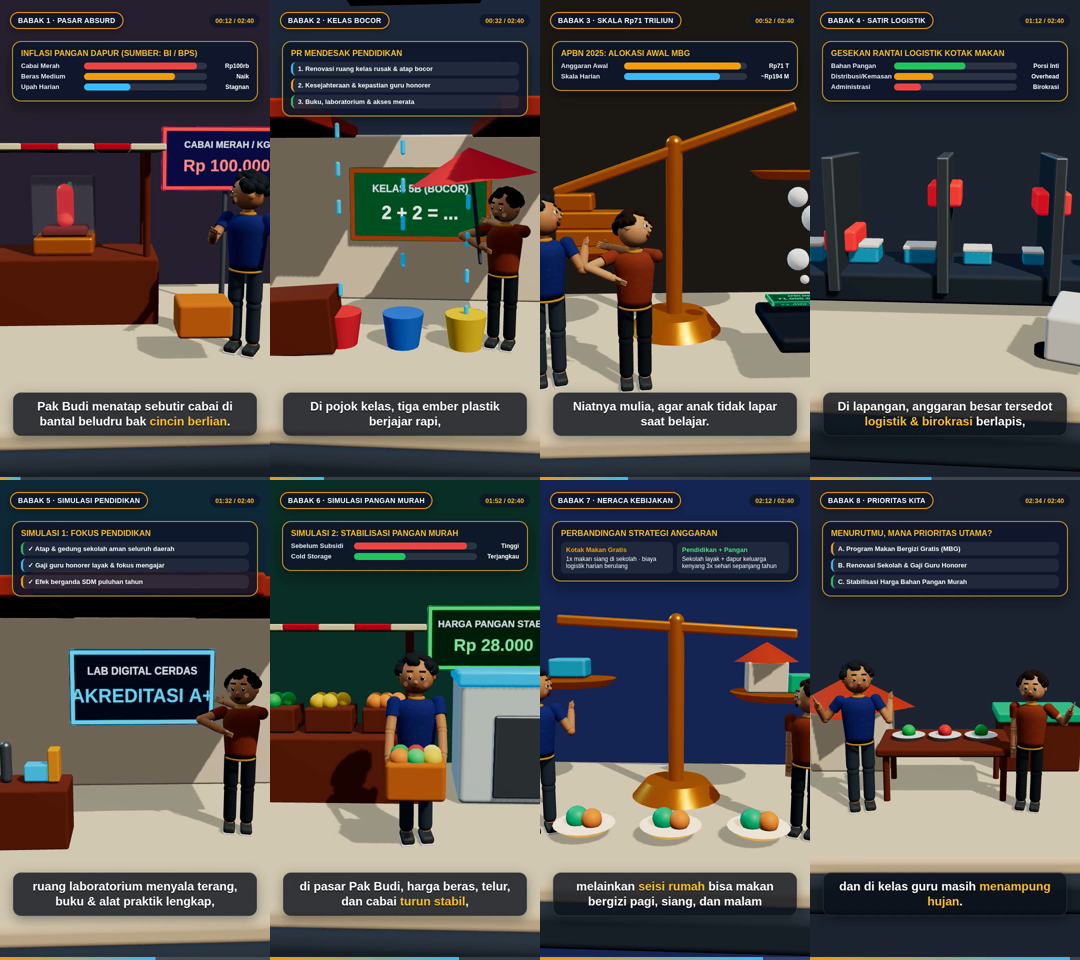 BABAK 1 · PASAR ABSURD
00:12 / 02:40
INFLASI PANGAN DAPUR (SUMBER: BI / BPS)
Cabai Merah Rp100rb
Beras Medium Naik
Upah Harian Stagnan
CABAI MERAH / KG
Rp 100.000
Pak Budi menatap sebutir cabai di
bantal beludru bak cincin berlian.
BABAK 2 · KELAS BOCOR
00:32 / 02:40
PR MENDESAK PENDIDIKAN
1. Renovasi ruang kelas rusak & atap bocor
2. Kesejahteraan & kepastian guru honorer
3. Buku, laboratorium & akses merata
KELAS 5B (BOCOR)
2 + 2 = ...
Di pojok kelas, tiga ember plastik
berjajar rapi,
BABAK 3 · SKALA Rp71 TRILIUN
00:52 / 02:40
APBN 2025: ALOKASI AWAL MBG
Anggaran Awal Rp71 T
Skala Harian ~Rp194 M
Niatnya mulia, agar anak tidak lapar
saat belajar.
BABAK 4 · SATIR LOGISTIK
01:12 / 02:40
GESEKAN RANTAI LOGISTIK KOTAK MAKAN
Bahan Pangan Porsi Inti
Distribusi/Kemasan Overhead
Administrasi Birokrasi
Di lapangan, anggaran besar tersedot
logistik & birokrasi berlapis,
BABAK 5 · SIMULASI PENDIDIKAN
01:32 / 02:40
SIMULASI 1: FOKUS PENDIDIKAN
✓ Atap & gedung sekolah aman seluruh daerah
✓ Gaji guru honorer layak & fokus mengajar
✓ Efek berganda SDM puluhan tahun
LAB DIGITAL CERDAS
AKREDITASI A+
ruang laboratorium menyala terang,
buku & alat praktik lengkap,
BABAK 6 · SIMULASI PANGAN MURAH
01:52 / 02:40
SIMULASI 2: STABILISASI PANGAN MURAH
Sebelum Subsidi Tinggi
Cold Storage Terjangkau
HARGA PANGAN STAB
Rp 28.000
di pasar Pak Budi, harga beras, telur,
dan cabai turun stabil,
BABAK 7 · NERACA KEBIJAKAN
02:12 / 02:40
PERBANDINGAN STRATEGI ANGGARAN
Kotak Makan Gratis
1x makan siang di sekolah · biaya
logistik harian berulang
Pendidikan + Pangan
Sekolah layak + dapur keluarga
kenyang 3x sehari sepanjang tahun
melainkan seisi rumah bisa makan
bergizi pagi, siang, dan malam
BABAK 8 · PRIORITAS KITA
02:34 / 02:40
MENURUTMU, MANA PRIORITAS UTAMA?
A. Program Makan Bergizi Gratis (MBG)
B. Renovasi Sekolah & Gaji Guru Honorer
C. Stabilisasi Harga Bahan Pangan Murah
dan di kelas guru masih menampung
hujan.